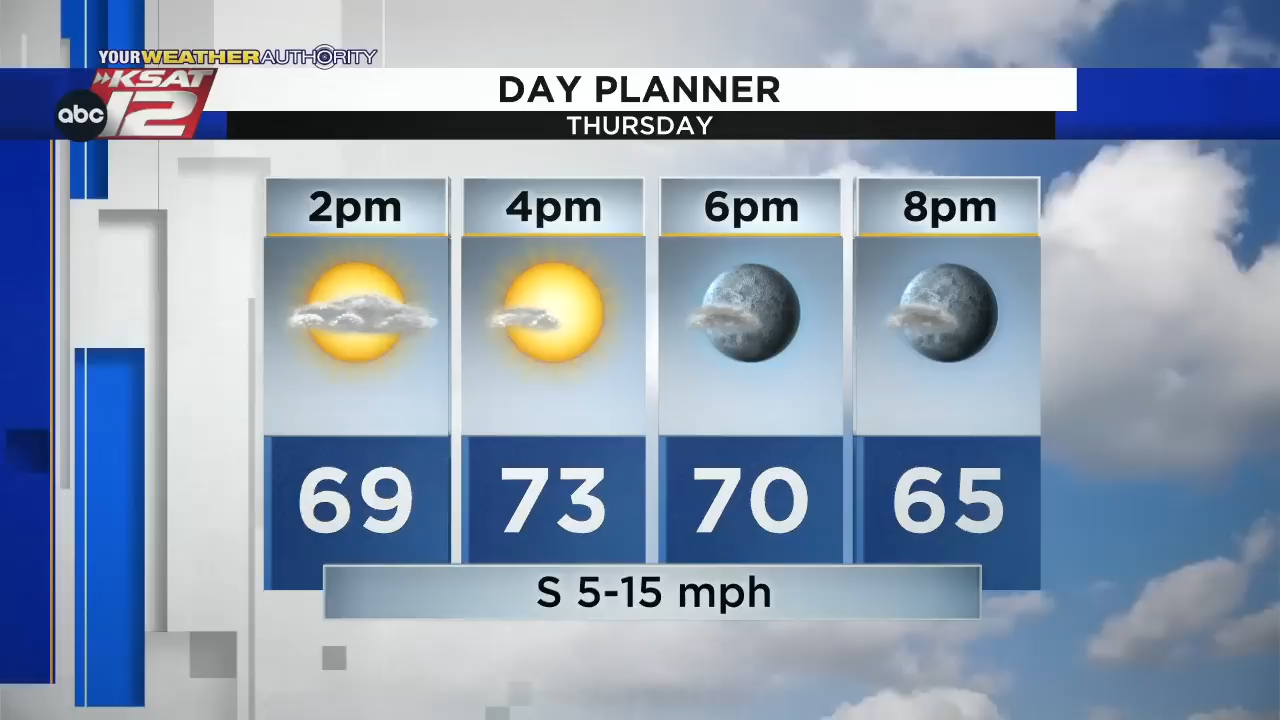 YOURWEATHERAUTHORITY
KSAT
abc
12
DAY PLANNER
THURSDAY
2pm
4pm
6pm
8pm
69
73
70
65
S 5-15 mph